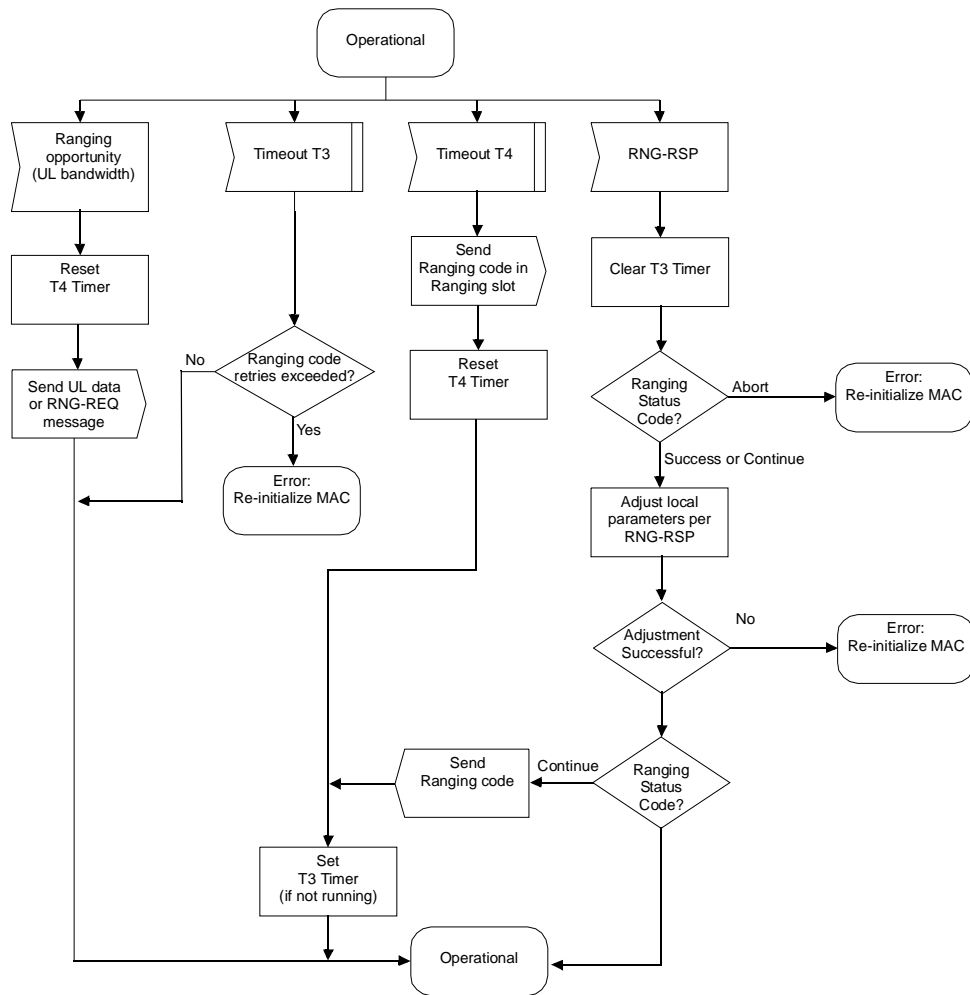 Operational
Ranging
opportunity
(UL bandwidth)
Timeout T3
Timeout T4
RNG-RSP
Reset
T4 Timer
Send
Ranging code in
Ranging slot
Clear T3 Timer
Send UL data
or RNG-REQ
message
No
Ranging code
retries exceeded?
Yes
Error:
Re-initialize MAC
Reset
T4 Timer
Ranging
Status
Code?
Abort
Error:
Re-initialize MAC
Success or Continue
Adjust local
parameters per
RNG-RSP
Adjustment
Successful?
No
Error:
Re-initialize MAC
Ranging
Status
Code?
Continue
Send
Ranging code
Set
T3 Timer
(if not running)
Operational